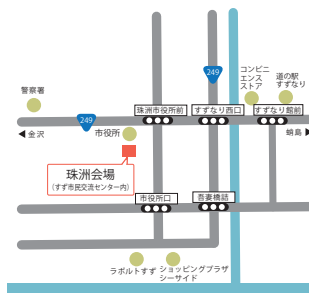 249
コンビニ
エンス
ストア
道の駅
すずなり
警察署
249
珠洲市役所前
すずなり西口
すずなり館前
市役所
◀金沢
蛸島▶
珠洲会場
(すず市民交流センター内)
市役所口
吾妻橋詰
ラポルトすず
ショッピングプラザ
シーサイド